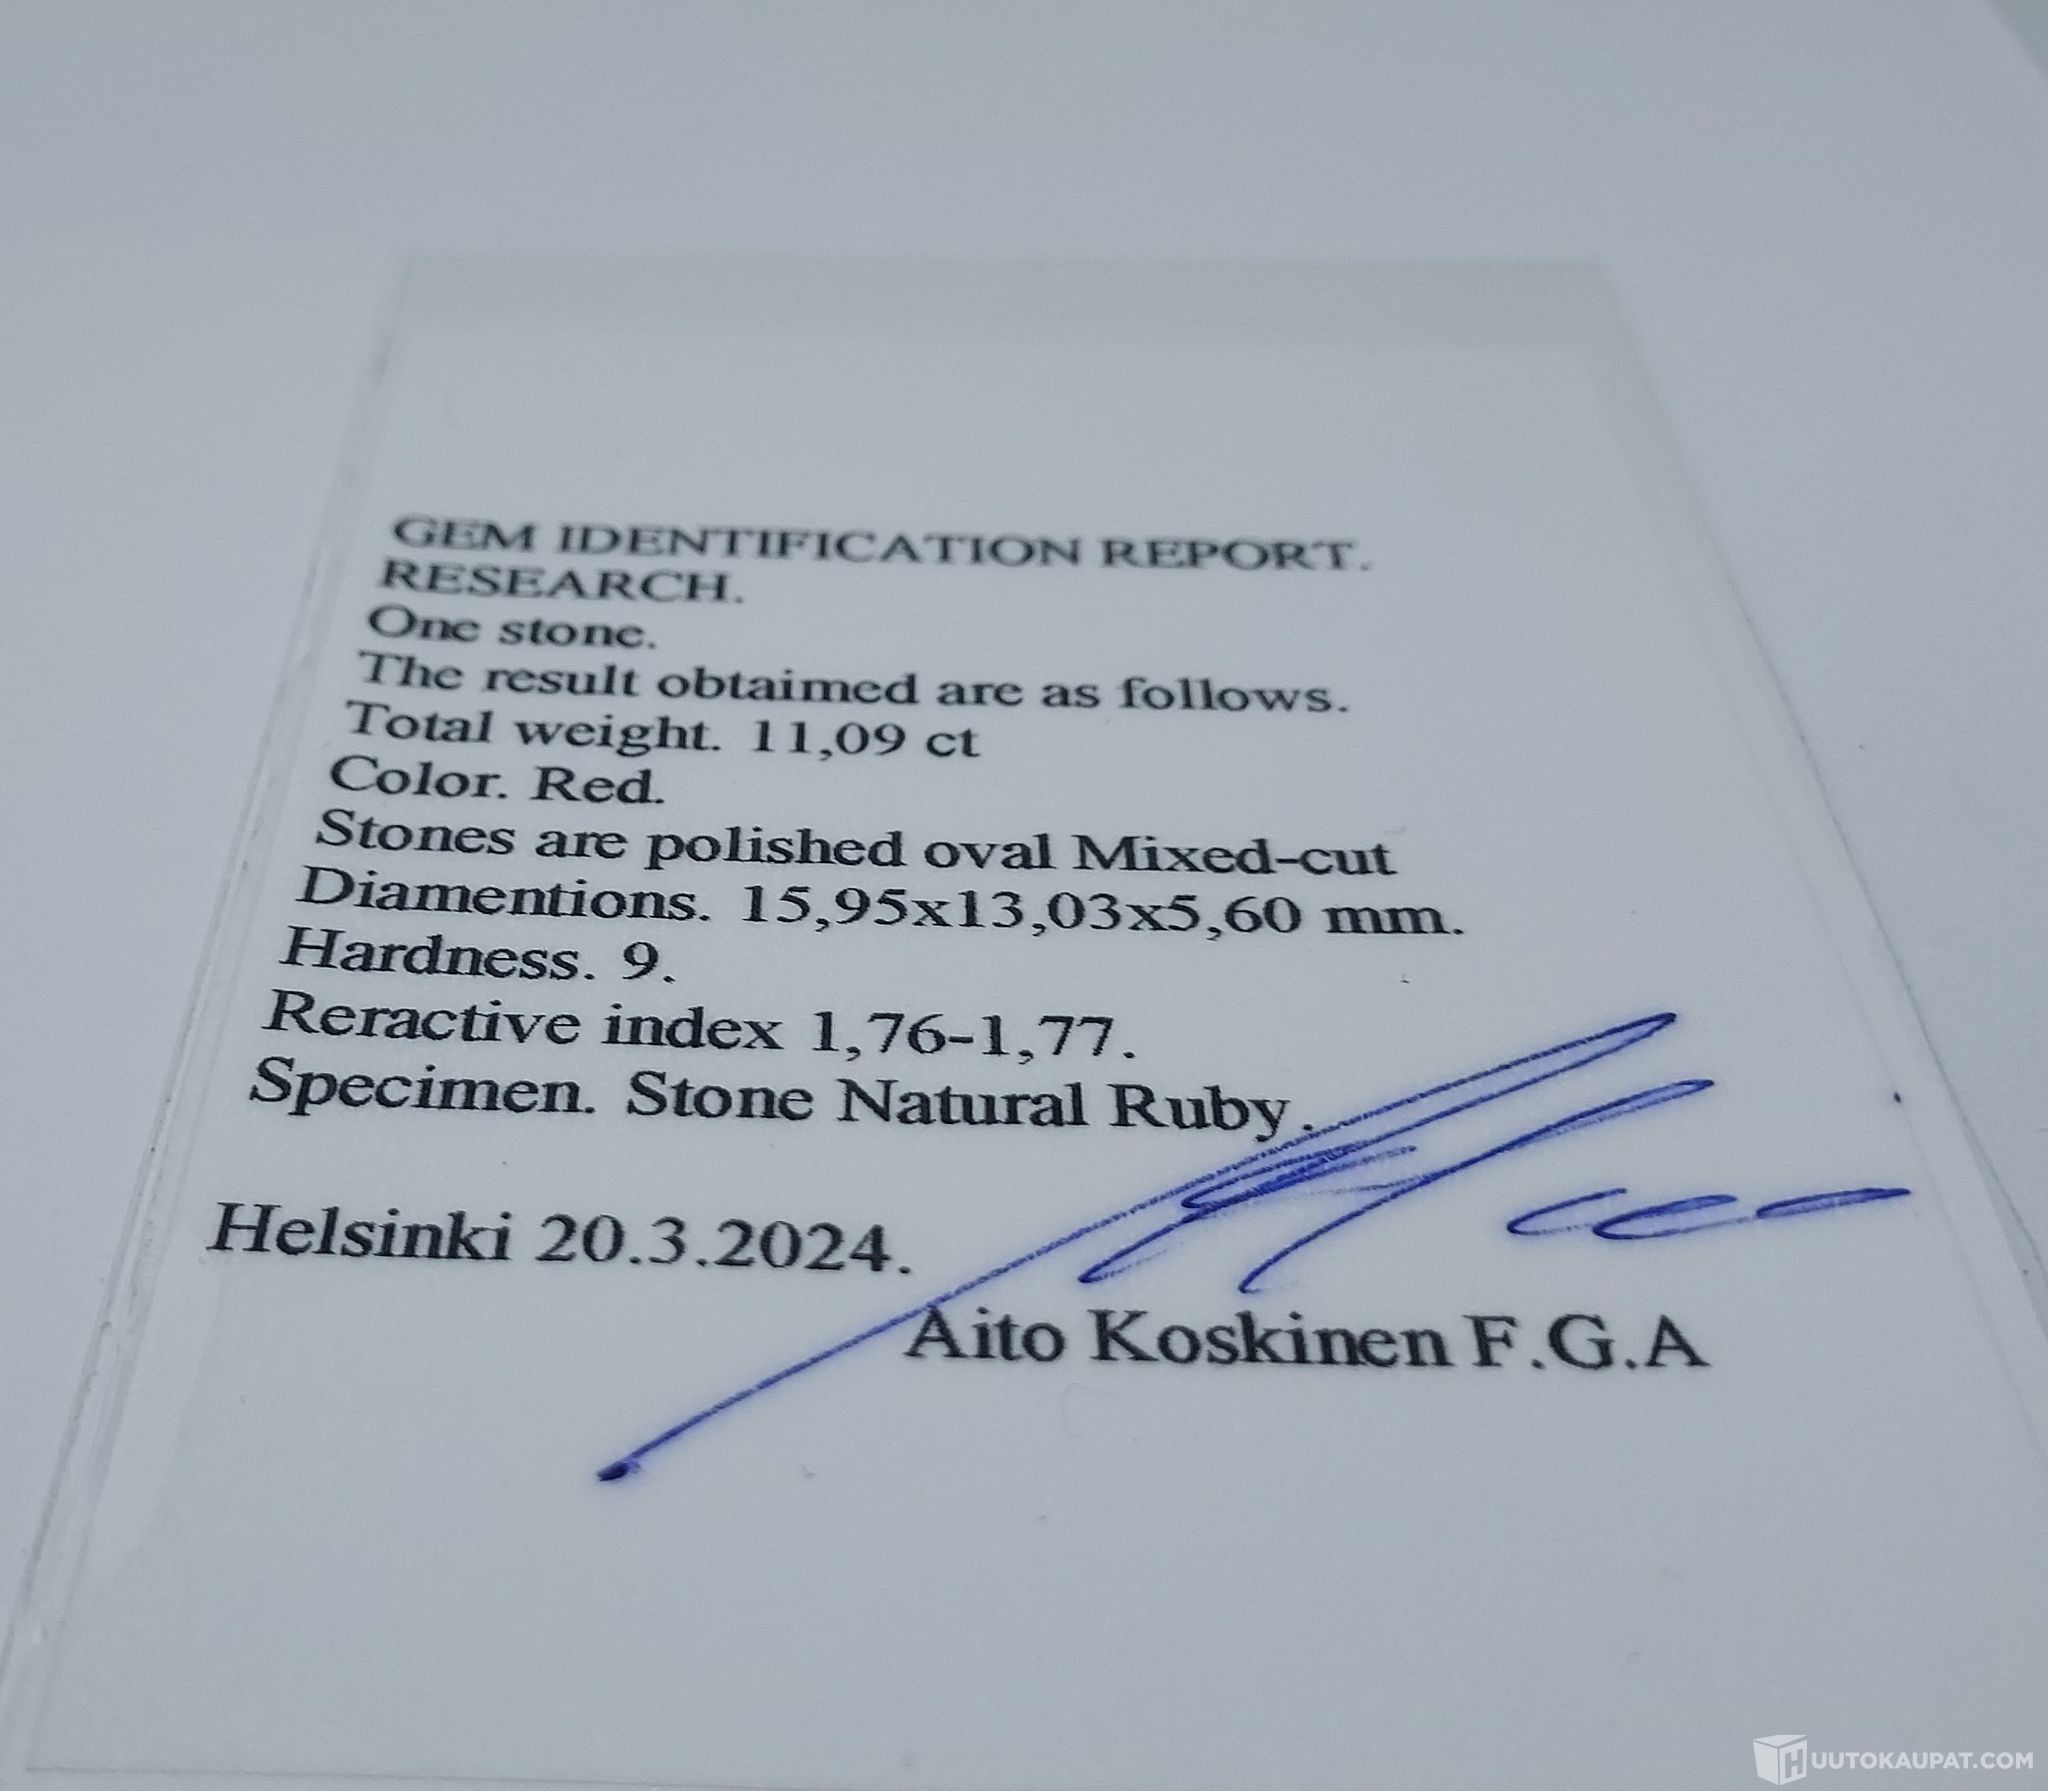 GEM IDENTIFICATION REPORT.
RESEARCH.
One stone.
The result obtaimed are as follows.
Total weight. 11,09 ct
Color. Red.
Stones are polished oval Mixed-cut
Diamentions. 15,95x13,03x5,60 mm.
Hardness. 9.
Reractive index 1,76-1,77.
Specimen. Stone Natural Ruby.
Helsinki 20.3.2024.
Aito Koskinen F.G.A
HUUTOKAUPAT.COM